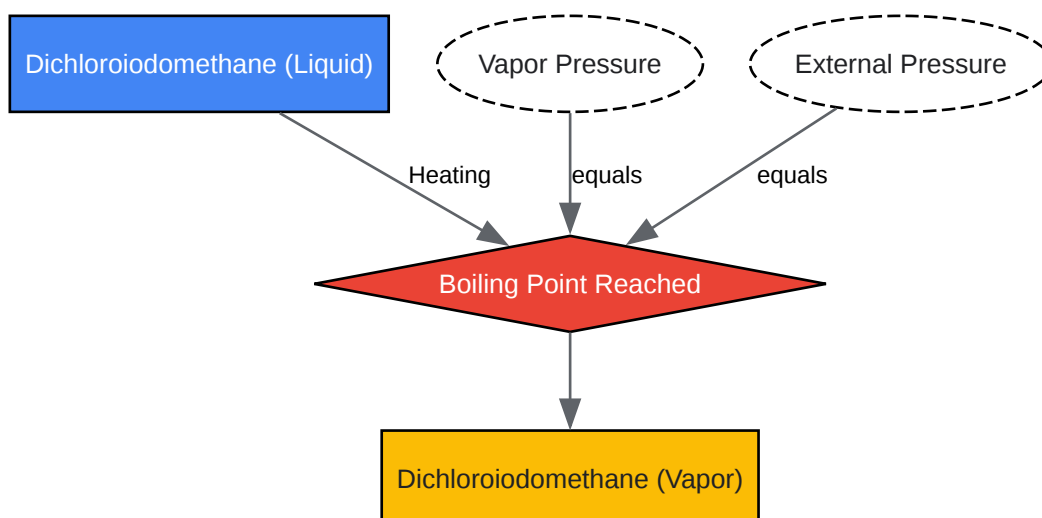 Dichloroiodomethane (Liquid)
Vapor Pressure
External Pressure
Heating
equals
equals
Boiling Point Reached
Dichloroiodomethane (Vapor)